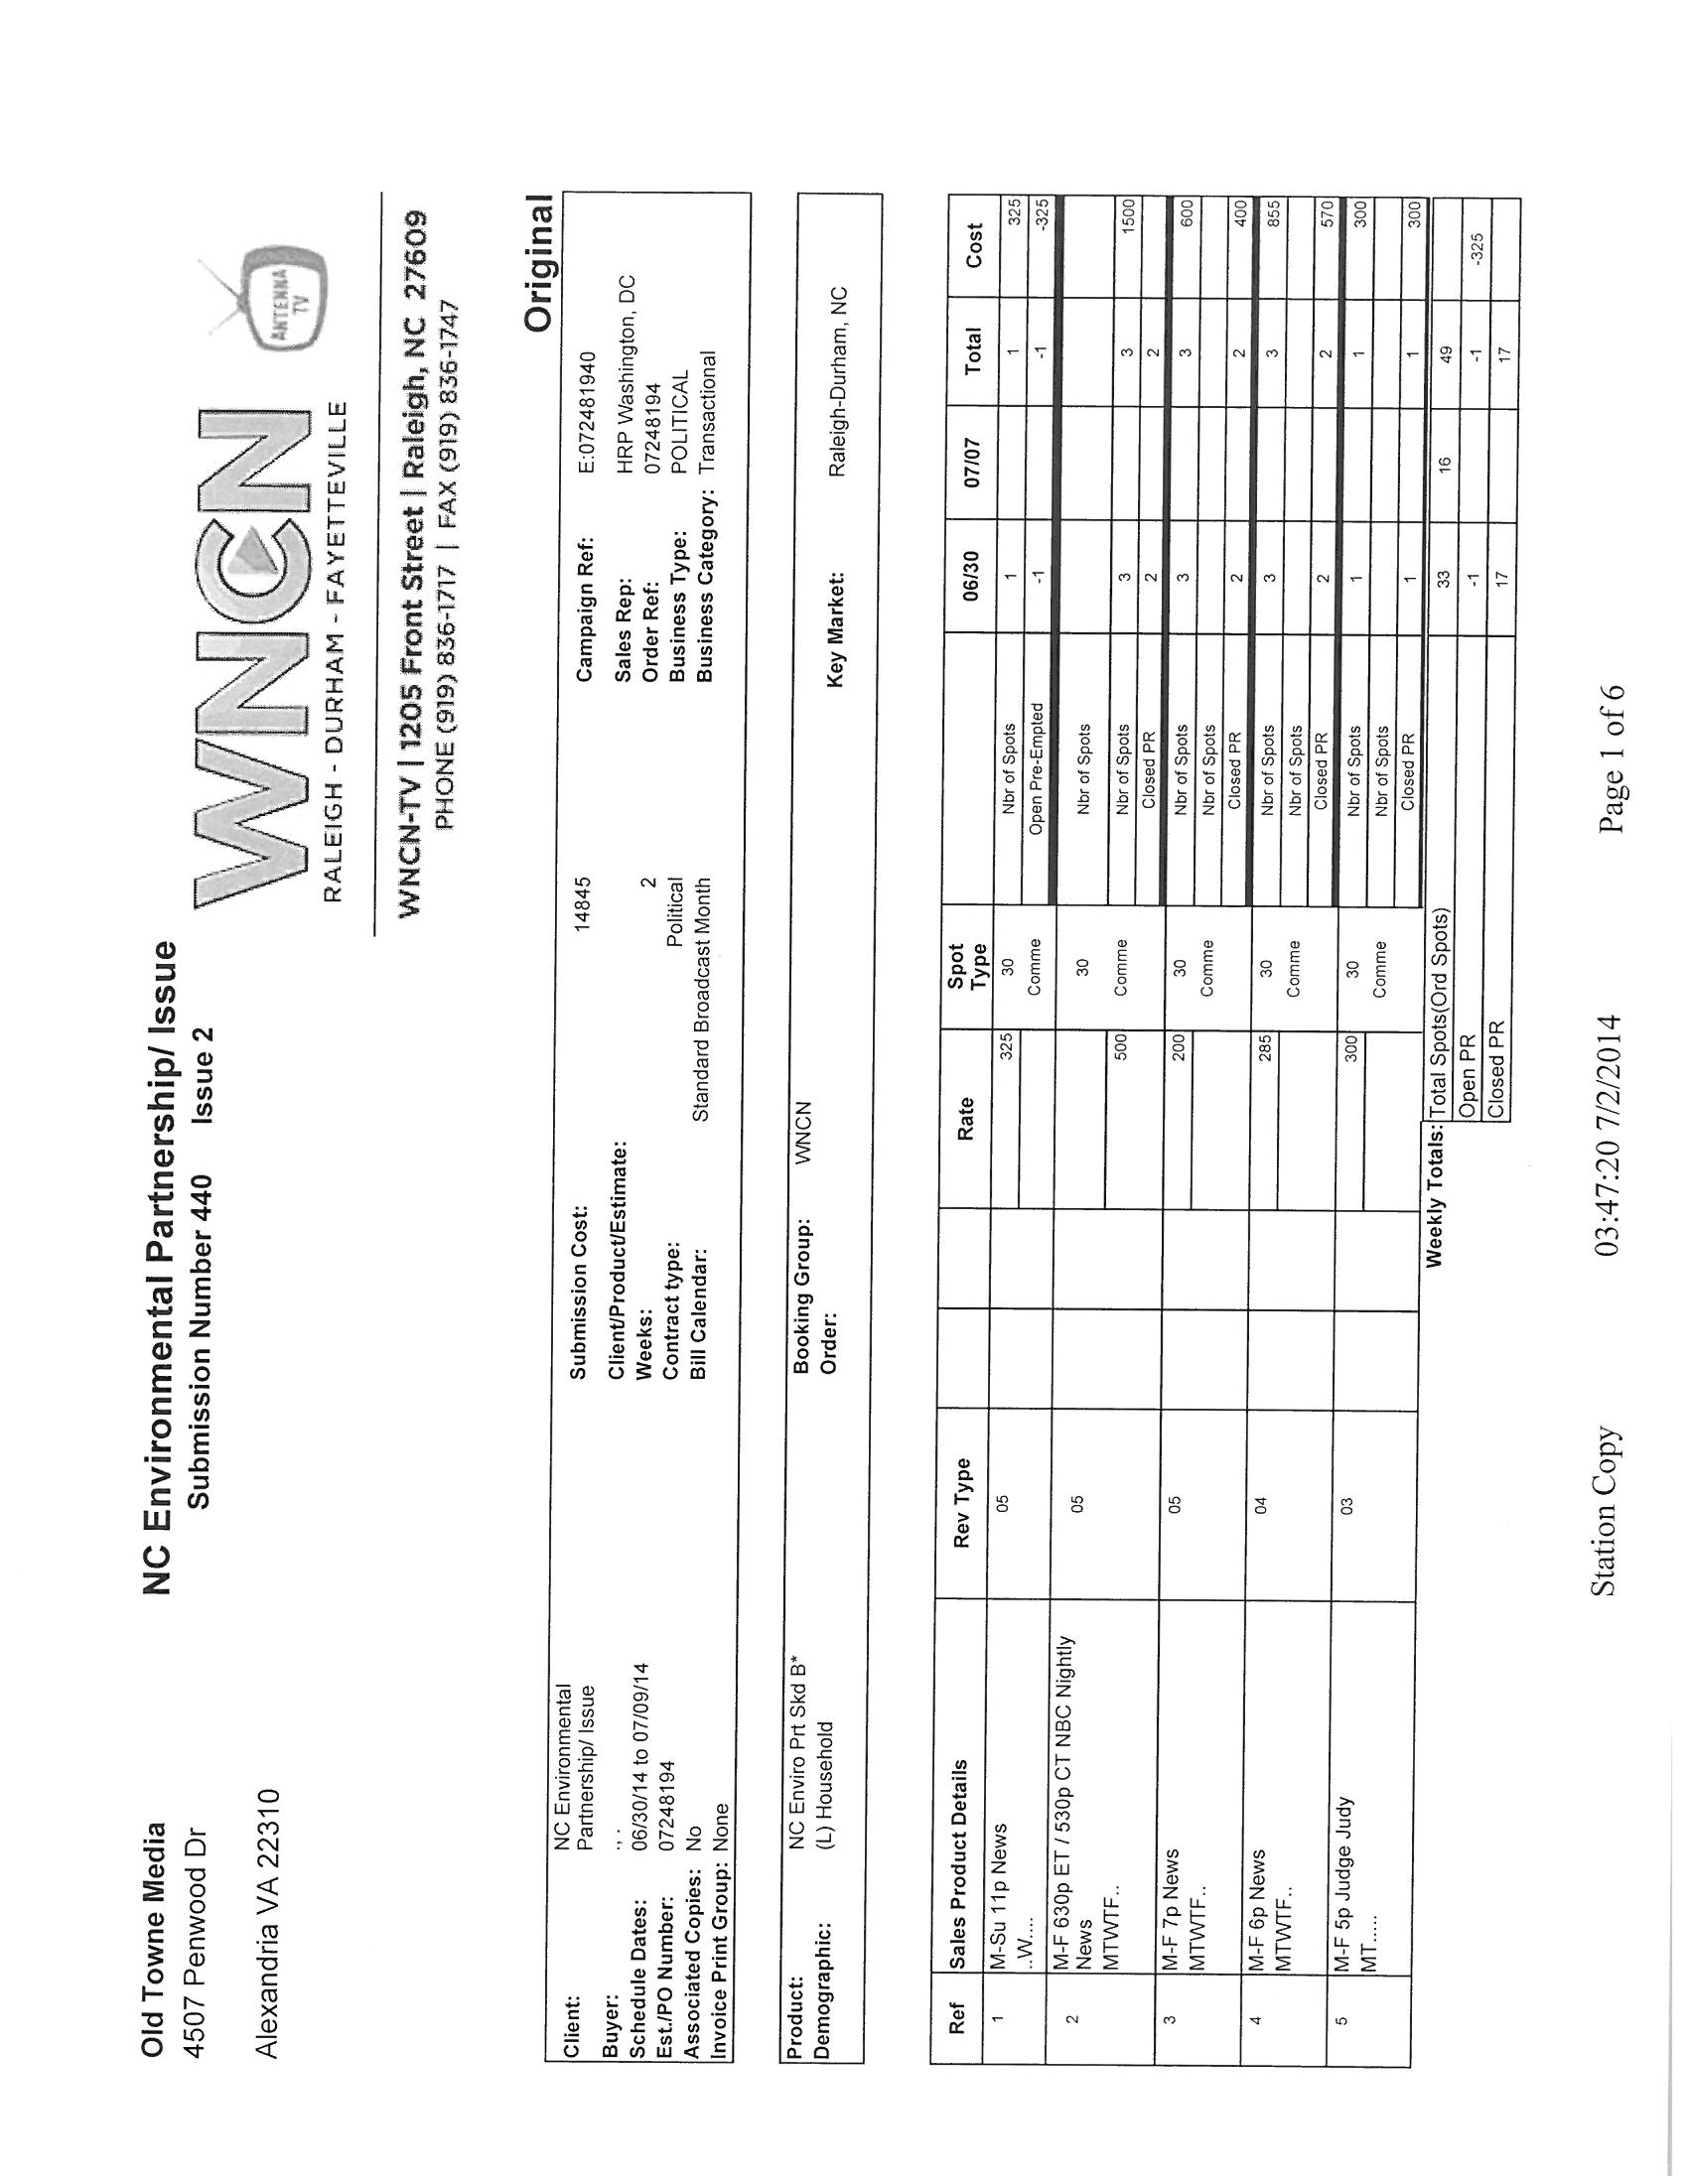 Old Towne Media
4507 Penwood Dr
Alexandria VA 22310
NC Environmental Partnership/ Issue
Submission Number 440 Issue 2
WNCN
RALEIGH - DURHAM - FAYETTEVILLE
ANTENNA
TV
WNCN-TV | 1205 Front Street | Raleigh, NC 27609
PHONE (919) 836-1717 | FAX (919) 836-1747
Original
Client: NC Environmental Partnership/ Issue Submission Cost: 14845 Campaign Ref: E:072481940
Buyer: ., . Client/Product/Estimate: Sales Rep: HRP Washington, DC
Schedule Dates: 06/30/14 to 07/09/14 Weeks: 2 Order Ref: 07248194
Est./PO Number: 07248194 Contract type: Political Business Type: POLITICAL
Associated Copies: No Bill Calendar: Standard Broadcast Month Business Category: Transactional
Invoice Print Group: None
Product: NC Enviro Prt Skd B* Booking Group: WNCN
Demographic: (L) Household Order: Key Market: Raleigh-Durham, NC
Ref Sales Product Details Rev Type Rate Spot Type 06/30 07/07 Total Cost
1 M-Su 11p News 05 325 30 Nbr of Spots 1 1 325
..W.... Comme Open Pre-Empted -1 -1 -325
2 M-F 630p ET / 530p CT NBC Nightly 05 30 Nbr of Spots
News
MTWTF.. 500 Comme Nbr of Spots 3 3 1500
Closed PR 2 2
3 M-F 7p News 05 200 30 Nbr of Spots 3 3 600
MTWTF.. Comme Nbr of Spots
Closed PR 2 2 400
4 M-F 6p News 04 285 30 Nbr of Spots 3 3 855
MTWTF.. Comme Nbr of Spots
Closed PR 2 2 570
5 M-F 5p Judge Judy 03 300 30 Nbr of Spots 1 1 300
MT..... Comme Nbr of Spots
Closed PR 1 1 300
Weekly Totals: Total Spots(Ord Spots) 33 16 49
Open PR -1 -1 -325
Closed PR 17 17
Station Copy 03:47:20 7/2/2014 Page 1 of 6